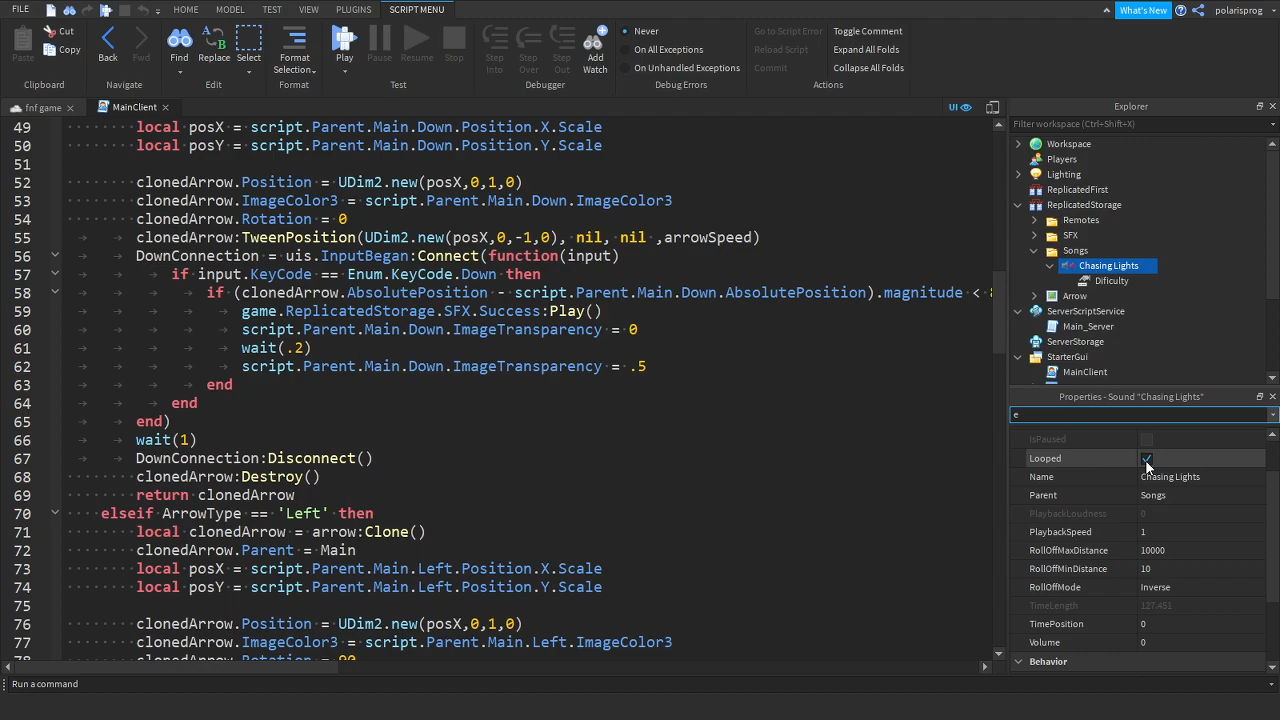 FILE HOME MODEL TEST VIEW PLUGINS SCRIPT MENU What's New polarisprog
Paste Cut Copy Back Fwd Find Replace Select Format Selection Play Pause Resume Stop Step Into Step Over Step Out Add Watch
Never
On All Exceptions
On Unhandled Exceptions
Go to Script Error
Reload Script
Commit
Toggle Comment
Expand All Folds
Collapse All Folds
Clipboard Navigate Edit Format Test Debugger Debug Errors Actions
fnf game MainClient UI
49 local posX = script.Parent.Main.Down.Position.X.Scale
50 local posY = script.Parent.Main.Down.Position.Y.Scale
51
52 clonedArrow.Position = UDim2.new(posX,0,1,0)
53 clonedArrow.ImageColor3 = script.Parent.Main.Down.ImageColor3
54 clonedArrow.Rotation = 0
55 clonedArrow:TweenPosition(UDim2.new(posX,0,-1,0), nil, nil ,arrowSpeed)
56 DownConnection = uis.InputBegan:Connect(function(input)
57 if input.KeyCode == Enum.KeyCode.Down then
58 if (clonedArrow.AbsolutePosition - script.Parent.Main.Down.AbsolutePosition).magnitude <
59 game.ReplicatedStorage.SFX.Success:Play()
60 script.Parent.Main.Down.ImageTransparency = 0
61 wait(.2)
62 script.Parent.Main.Down.ImageTransparency = .5
63 end
64 end
65 end)
66 wait(1)
67 DownConnection:Disconnect()
68 clonedArrow:Destroy()
69 return clonedArrow
70 elseif ArrowType == 'Left' then
71 local clonedArrow = arrow:Clone()
72 clonedArrow.Parent = Main
73 local posX = script.Parent.Main.Left.Position.X.Scale
74 local posY = script.Parent.Main.Left.Position.Y.Scale
75
76 clonedArrow.Position = UDim2.new(posX,0,1,0)
77 clonedArrow.ImageColor3 = script.Parent.Main.Left.ImageColor3
78 clonedArrow.Rotation = 90
Run a command
Explorer
Filter workspace (Ctrl+Shift+X)
Workspace
Players
Lighting
ReplicatedFirst
ReplicatedStorage
Remotes
SFX
Songs
Chasing Lights
Dificulty
Arrow
ServerScriptService
Main_Server
ServerStorage
StarterGui
MainClient
Properties - Sound "Chasing Lights"
e
IsPaused
Looped
Name Chasing Lights
Parent Songs
PlaybackLoudness 0
PlaybackSpeed 1
RollOffMaxDistance 10000
RollOffMinDistance 10
RollOffMode Inverse
TimeLength 127.451
TimePosition 0
Volume 0
Behavior